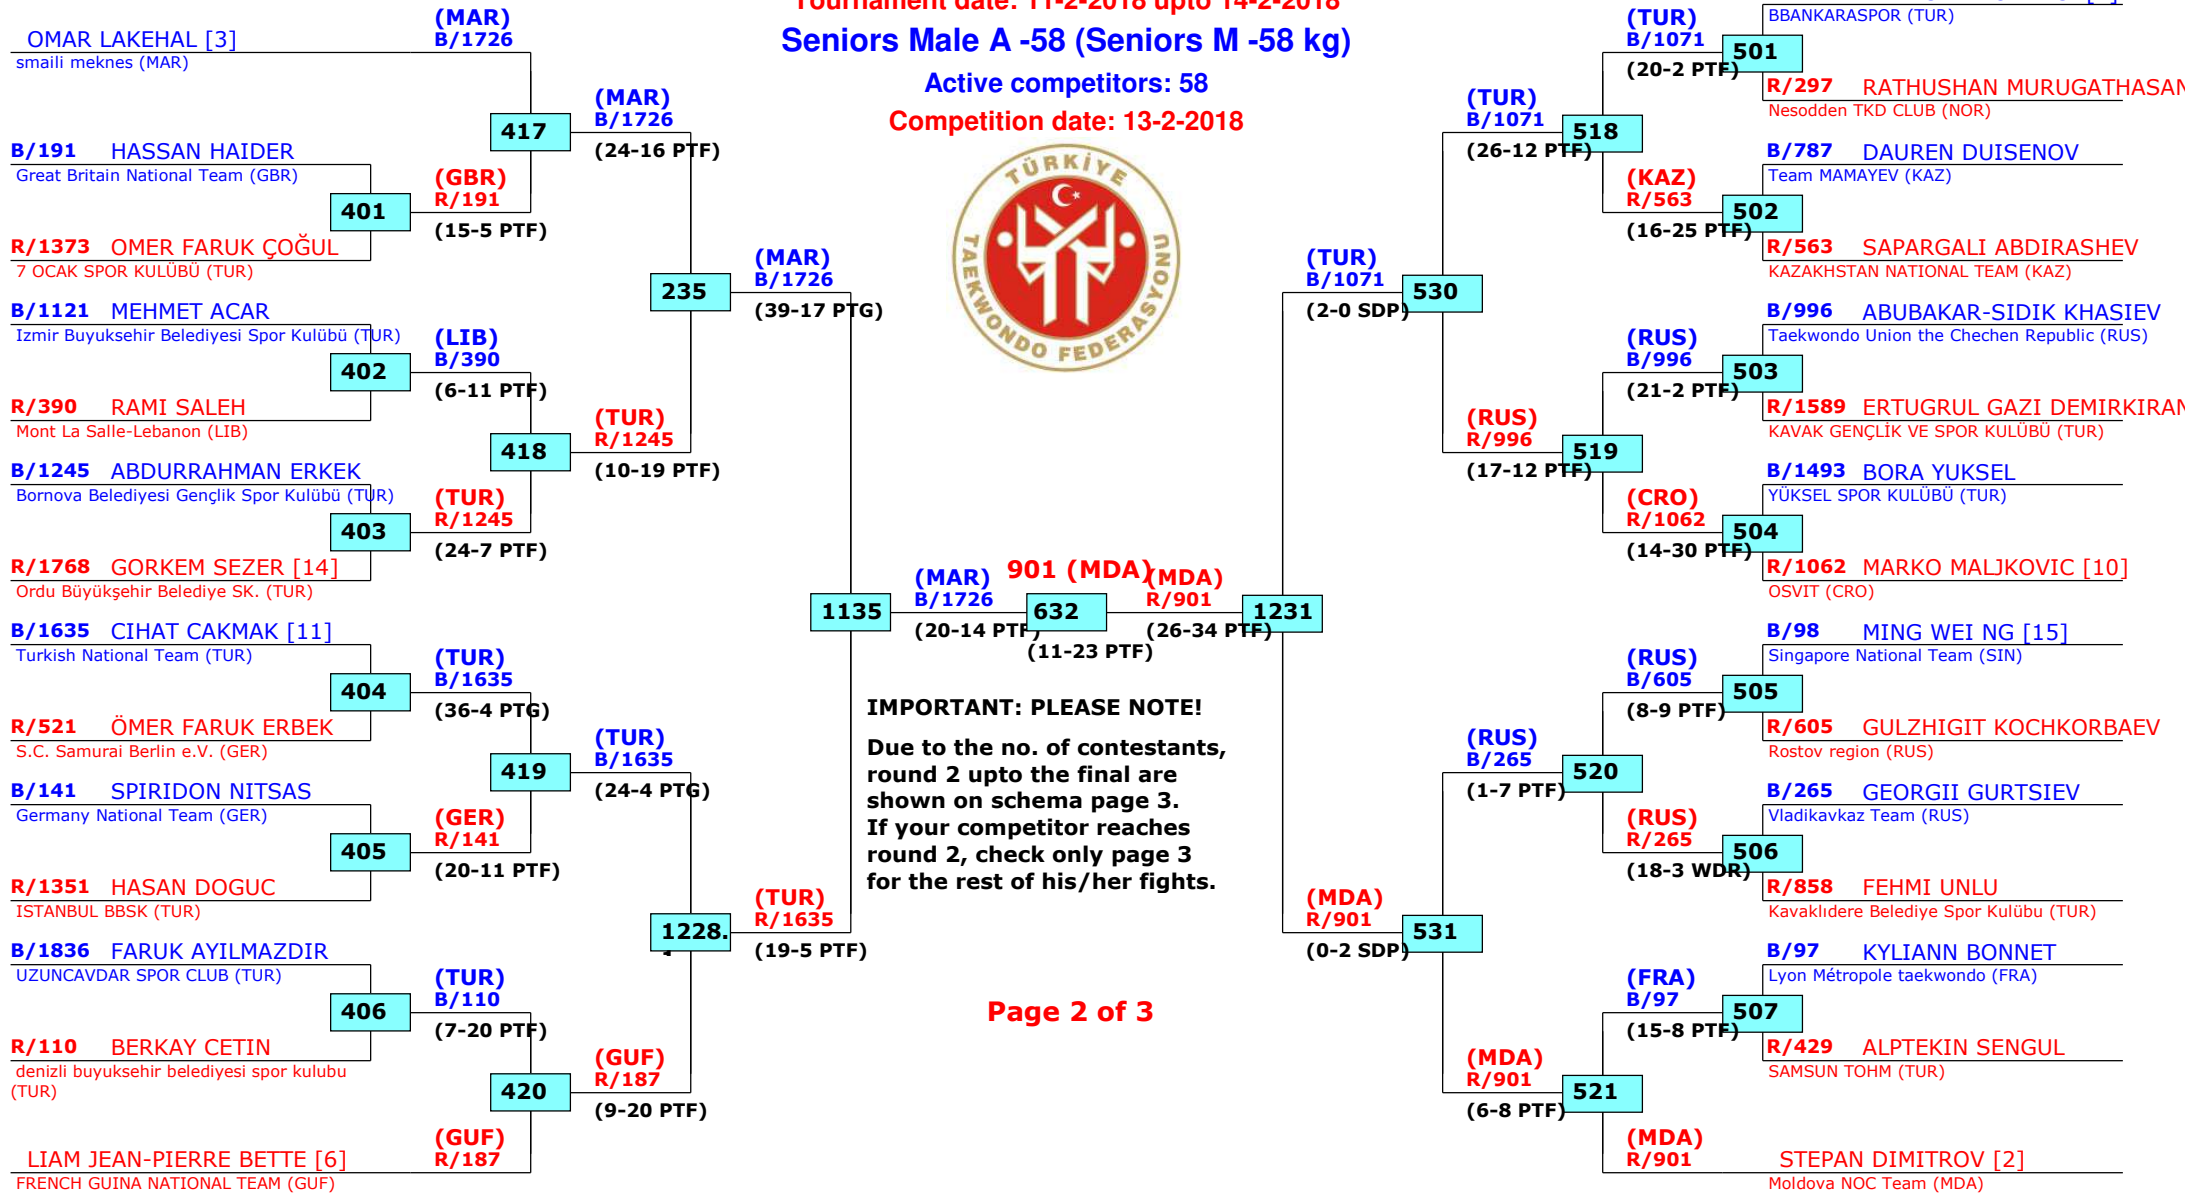 Tournament date: 11-2-2018 upto 14-2-2018
Seniors Male A -58 (Seniors M -58 kg)
Active competitors: 58
Competition date: 13-2-2018
TÜRKİYE TAEKWONDO FEDERASYONU
(MAR)
OMAR LAKEHAL [3] B/1726
smaili meknes (MAR)
417
(MAR)
B/1726
(24-16 PTF)
B/191 HASSAN HAIDER
Great Britain National Team (GBR)
401
(GBR)
R/191
(15-5 PTF)
R/1373 OMER FARUK ÇOĞUL
7 OCAK SPOR KULÜBÜ (TUR)
235
(MAR)
B/1726
(39-17 PTG)
B/1121 MEHMET ACAR
Izmir Buyuksehir Belediyesi Spor Kulübü (TUR)
402
(LIB)
B/390
(6-11 PTF)
R/390 RAMI SALEH
Mont La Salle-Lebanon (LIB)
418
(TUR)
R/1245
(10-19 PTF)
B/1245 ABDURRAHMAN ERKEK
Bornova Belediyesi Gençlik Spor Kulübü (TUR)
403
(TUR)
R/1245
(24-7 PTF)
R/1768 GORKEM SEZER [14]
Ordu Büyükşehir Belediye SK. (TUR)
1135
(MAR)
B/1726
(20-14 PTF)
901 (MDA)
632
(11-23 PTF)
(MDA)
R/901
(26-34 PTF)
1231
B/1635 CIHAT CAKMAK [11]
Turkish National Team (TUR)
404
(TUR)
B/1635
(36-4 PTG)
R/521 ÖMER FARUK ERBEK
S.C. Samurai Berlin e.V. (GER)
419
(TUR)
B/1635
(24-4 PTG)
B/141 SPIRIDON NITSAS
Germany National Team (GER)
405
(GER)
R/141
(20-11 PTF)
R/1351 HASAN DOGUC
ISTANBUL BBSK (TUR)
1228.
(TUR)
R/1635
(19-5 PTF)
B/1836 FARUK AYILMAZDIR
UZUNCAVDAR SPOR CLUB (TUR)
406
(TUR)
B/110
(7-20 PTF)
R/110 BERKAY CETIN
denizli buyuksehir belediyesi spor kulubu
(TUR)
420
(GUF)
R/187
(9-20 PTF)
(GUF)
LIAM JEAN-PIERRE BETTE [6] R/187
FRENCH GUINA NATIONAL TEAM (GUF)
IMPORTANT: PLEASE NOTE!
Due to the no. of contestants,
round 2 upto the final are
shown on schema page 3.
If your competitor reaches
round 2, check only page 3
for the rest of his/her fights.
Page 2 of 3
BBANKARASPOR (TUR)
(TUR)
B/1071
(20-2 PTF)
501
R/297 RATHUSHAN MURUGATHASAN
Nesodden TKD CLUB (NOR)
(TUR)
B/1071
(26-12 PTF)
518
B/787 DAUREN DUISENOV
Team MAMAYEV (KAZ)
(KAZ)
R/563
(16-25 PTF)
502
R/563 SAPARGALI ABDIRASHEV
KAZAKHSTAN NATIONAL TEAM (KAZ)
(TUR)
B/1071
(2-0 SDP)
530
B/996 ABUBAKAR-SIDIK KHASIEV
Taekwondo Union the Chechen Republic (RUS)
(RUS)
B/996
(21-2 PTF)
503
R/1589 ERTUGRUL GAZI DEMIRKIRAN
KAVAK GENÇLİK VE SPOR KULÜBÜ (TUR)
(RUS)
R/996
(17-12 PTF)
519
B/1493 BORA YUKSEL
YÜKSEL SPOR KULÜBÜ (TUR)
(CRO)
R/1062
(14-30 PTF)
504
R/1062 MARKO MALJKOVIC [10]
OSVIT (CRO)
B/98 MING WEI NG [15]
Singapore National Team (SIN)
(RUS)
B/605
(8-9 PTF)
505
R/605 GULZHIGIT KOCHKORBAEV
Rostov region (RUS)
(RUS)
B/265
(1-7 PTF)
520
B/265 GEORGII GURTSIEV
Vladikavkaz Team (RUS)
(RUS)
R/265
(18-3 WDR)
506
R/858 FEHMI UNLU
Kavaklıdere Belediye Spor Kulübu (TUR)
(MDA)
R/901
(0-2 SDP)
531
B/97 KYLIANN BONNET
Lyon Métropole taekwondo (FRA)
(FRA)
B/97
(15-8 PTF)
507
R/429 ALPTEKIN SENGUL
SAMSUN TOHM (TUR)
(MDA)
R/901
(6-8 PTF)
521
(MDA)
R/901 STEPAN DIMITROV [2]
Moldova NOC Team (MDA)